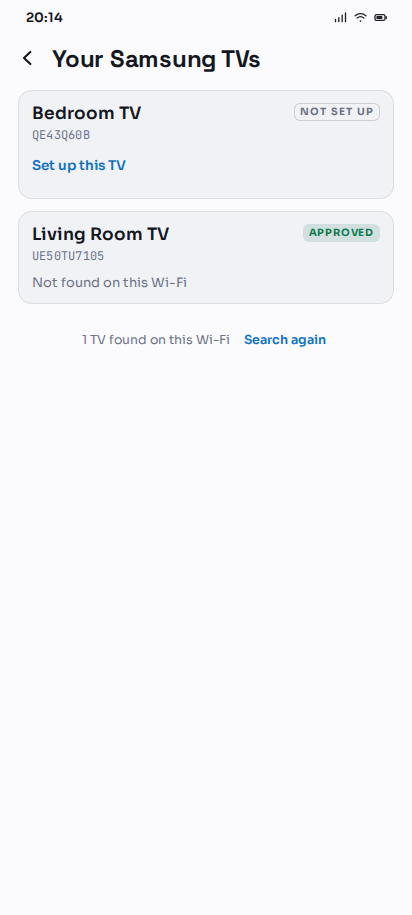 20:14
Your Samsung TVs
Bedroom TV
NOT SET UP
QE43Q60B
Set up this TV
Living Room TV
APPROVED
UE50TU7105
Not found on this Wi-Fi
1 TV found on this Wi-Fi Search again